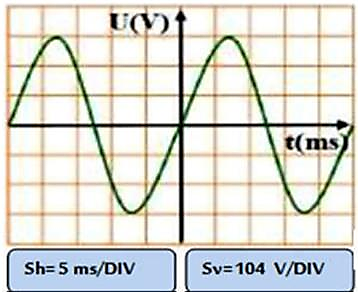 U(V)
t(ms)
Sh= 5 ms/DIV
Sv=104 V/DIV